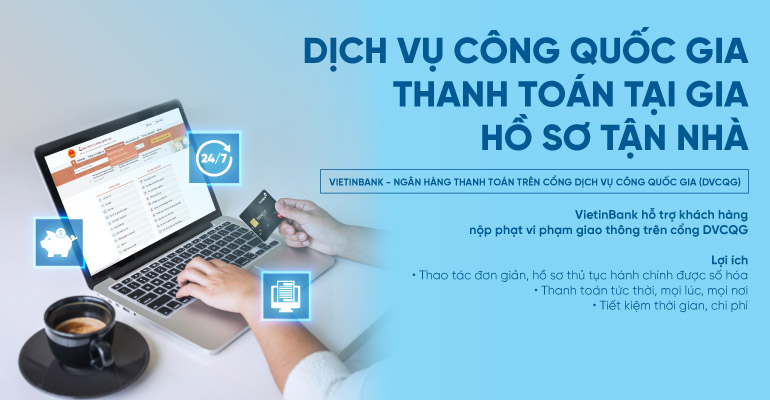 DỊCH VỤ CÔNG QUỐC GIA
THANH TOÁN TẠI GIA
HỒ SƠ TẬN NHÀ
VIETINBANK - NGÂN HÀNG THANH TOÁN TRÊN CỔNG DỊCH VỤ CÔNG QUỐC GIA (DVCQG)
VietinBank hỗ trợ khách hàng
nộp phạt vi phạm giao thông trên cổng DVCQG
Lợi ích
• Thao tác đơn giản, hồ sơ thủ tục hành chính được số hóa
• Thanh toán tức thời, mọi lúc, mọi nơi
• Tiết kiệm thời gian, chi phí
24/7